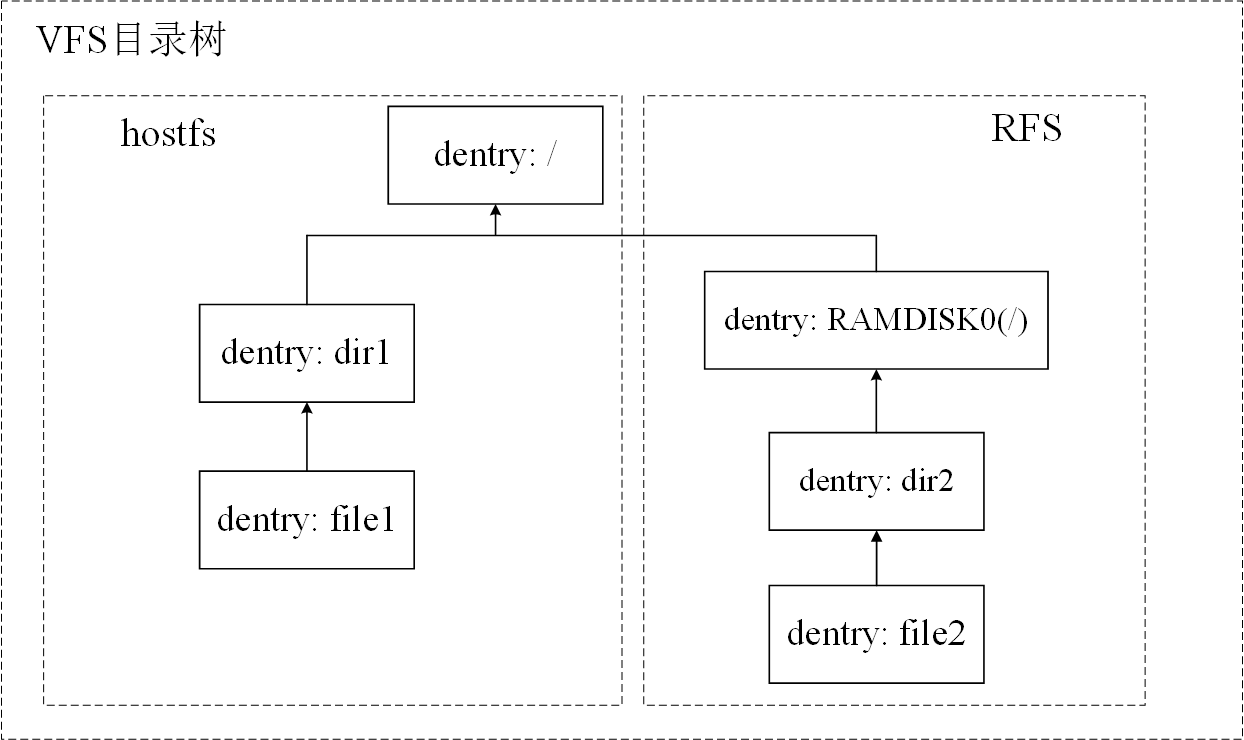 VFS目录树
hostfs
dentry: /
RFS
dentry: RAMDISK0(/)
dentry: dir1
dentry: dir2
dentry: file1
dentry: file2